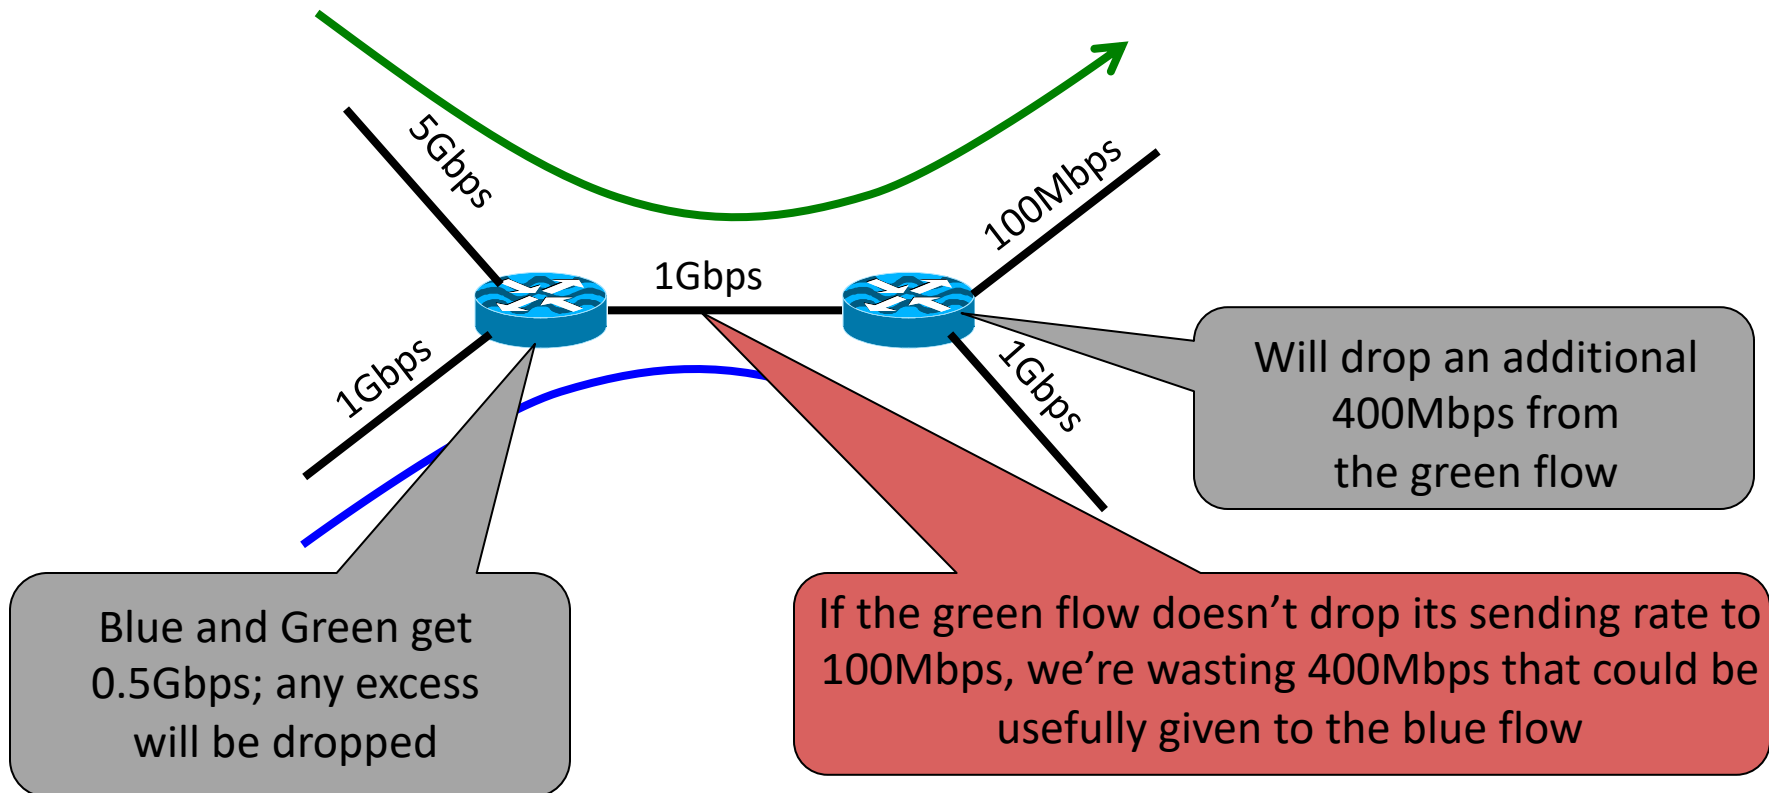 5Gbps
100Mbps
1Gbps
1Gbps
1Gbps
Will drop an additional
400Mbps from
the green flow
Blue and Green get
0.5Gbps; any excess
will be dropped
If the green flow doesn’t drop its sending rate to
100Mbps, we’re wasting 400Mbps that could be
usefully given to the blue flow